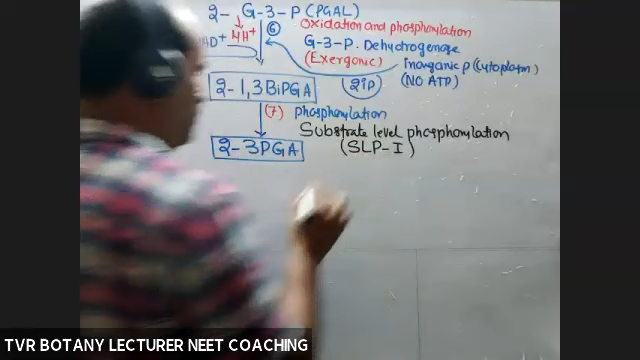 2- G-3-P (PGAL)
Oxidation and phosphorylation
NAD+ 4H+ (6)
G-3-P. Dehydrogenase
(Exergonic)
inorganic p (cytoplasm)
2ip (NO ATP)
2-1,3BiPGA
(7) phosphorylation
Substrate level phosphorylation
2-3PGA (SLP-I)
TVR BOTANY LECTURER NEET COACHING